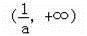 (1/a, +∞)